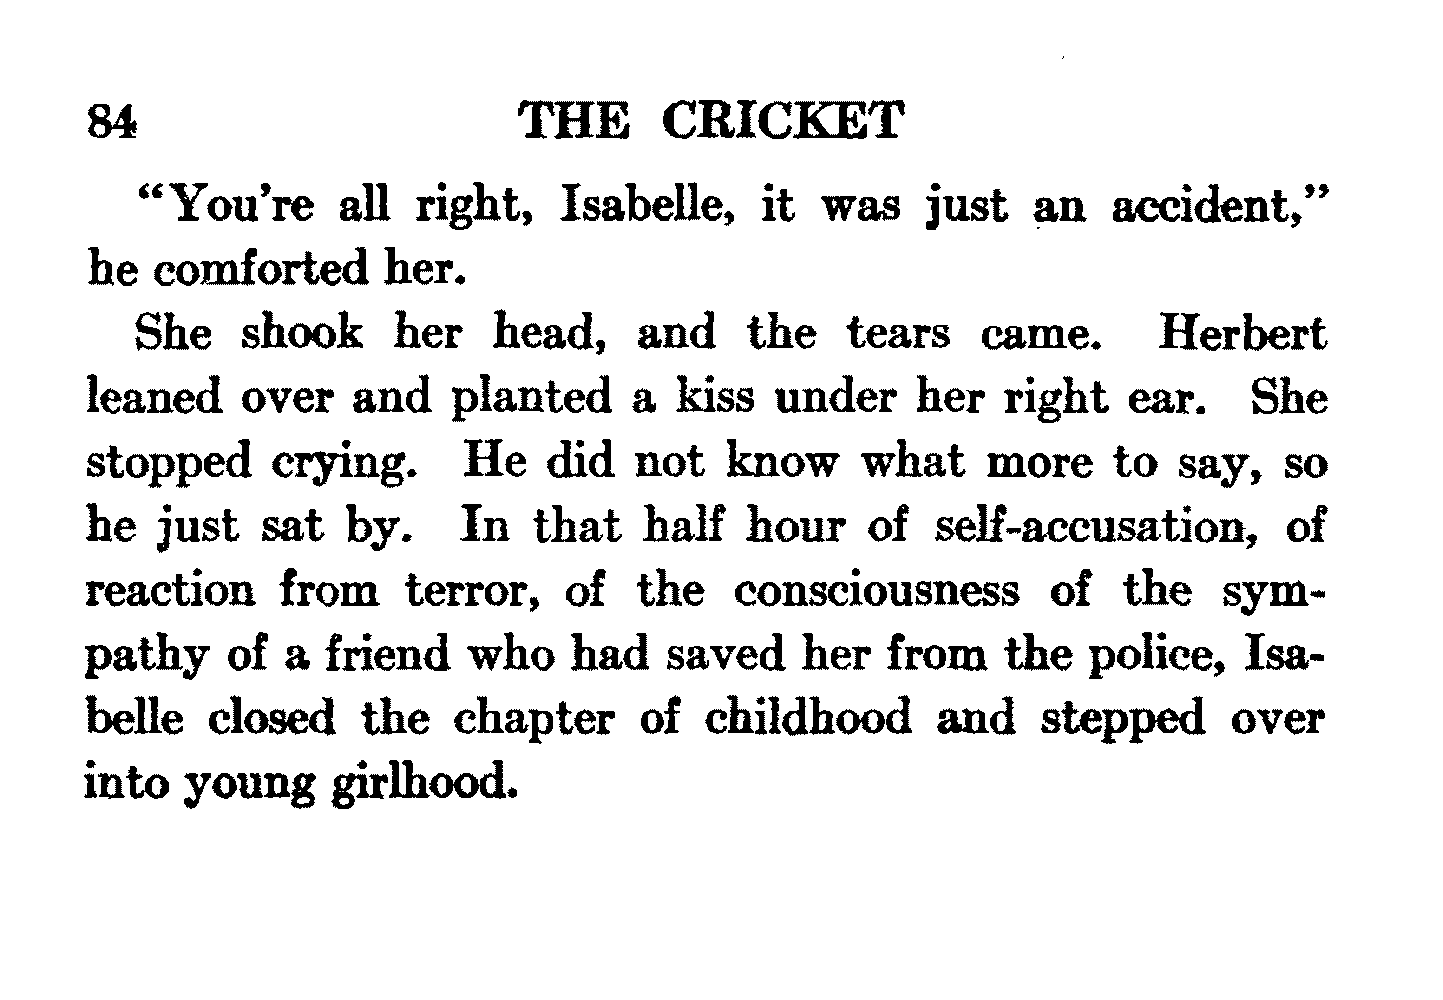 84 THE CRICKET
"You're all right, Isabelle, it was just an accident,"
he comforted her.
She shook her head, and the tears came. Herbert
leaned over and planted a kiss under her right ear. She
stopped crying. He did not know what more to say, so
he just sat by. In that half hour of self-accusation, of
reaction from terror, of the consciousness of the sym-
pathy of a friend who had saved her from the police, Isa-
belle closed the chapter of childhood and stepped over
into young girlhood.